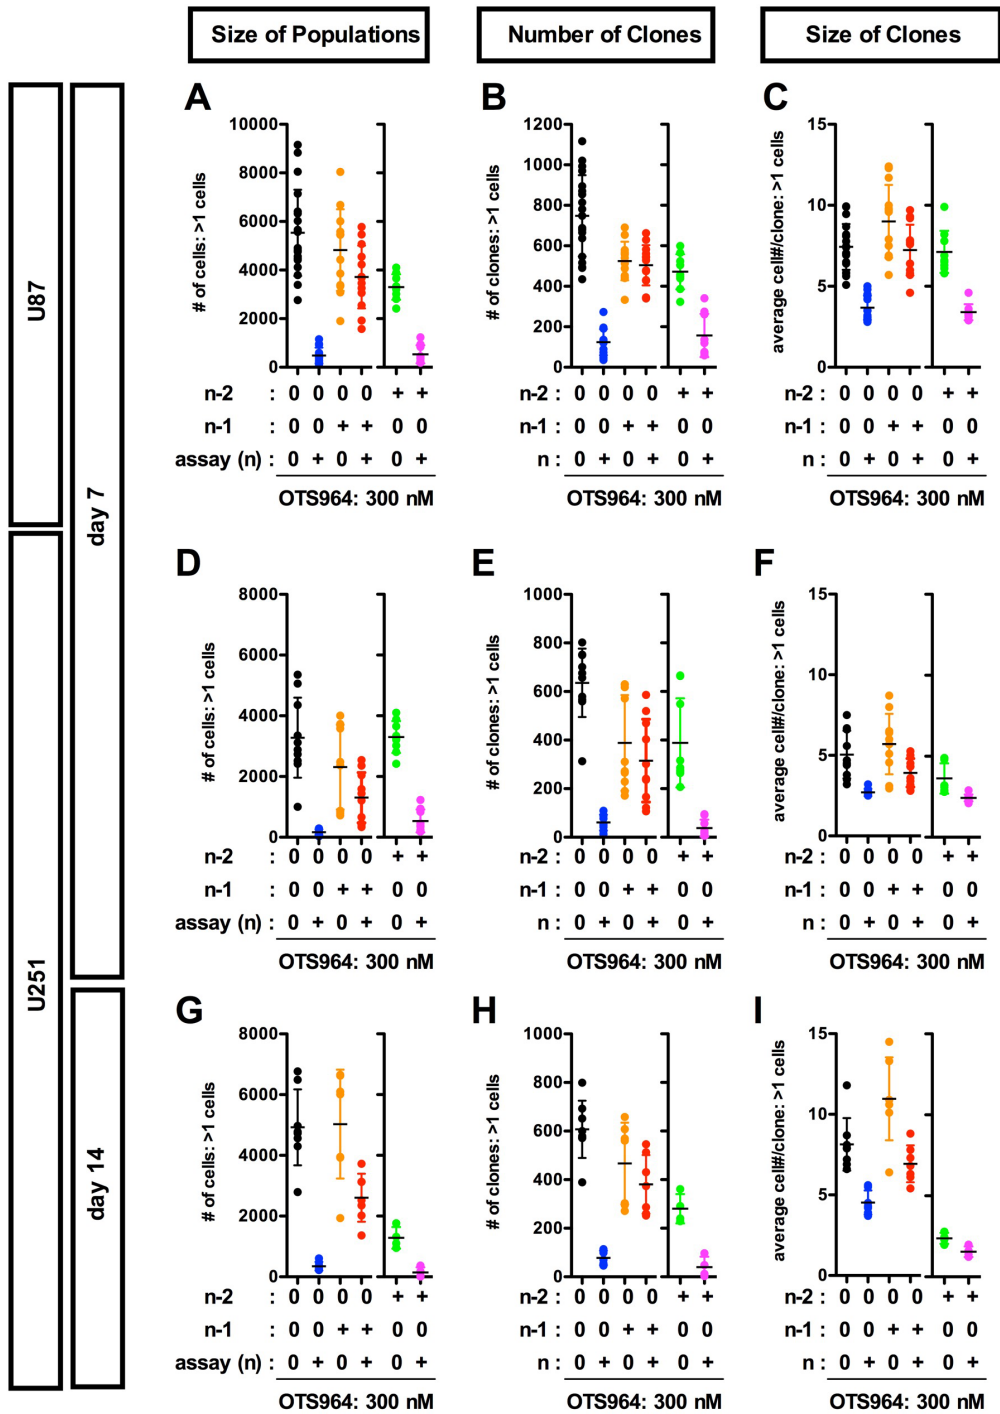 Size of Populations
Number of Clones
Size of Clones
U87
day 7
A
# of cells: >1 cells
10000
8000
6000
4000
2000
0
n-2 : 0 0 0 0 + +
n-1 : 0 0 + + 0 0
assay (n) : 0 + 0 + 0 +
OTS964: 300 nM
B
# of clones: >1 cells
1200
1000
800
600
400
200
0
n-2 : 0 0 0 0 + +
n-1 : 0 0 + + 0 0
n : 0 + 0 + 0 +
OTS964: 300 nM
C
average cell#/clone: >1 cells
15
10
5
0
n-2 : 0 0 0 0 + +
n-1 : 0 0 + + 0 0
n : 0 + 0 + 0 +
OTS964: 300 nM
U251
D
# of cells: >1 cells
8000
6000
4000
2000
0
n-2 : 0 0 0 0 + +
n-1 : 0 0 + + 0 0
assay (n) : 0 + 0 + 0 +
OTS964: 300 nM
E
# of clones: >1 cells
1000
800
600
400
200
0
n-2 : 0 0 0 0 + +
n-1 : 0 0 + + 0 0
n : 0 + 0 + 0 +
OTS964: 300 nM
F
average cell#/clone: >1 cells
15
10
5
0
n-2 : 0 0 0 0 + +
n-1 : 0 0 + + 0 0
n : 0 + 0 + 0 +
OTS964: 300 nM
day 14
G
# of cells: >1 cells
8000
6000
4000
2000
0
n-2 : 0 0 0 0 + +
n-1 : 0 0 + + 0 0
assay (n) : 0 + 0 + 0 +
OTS964: 300 nM
H
# of clones: >1 cells
1000
800
600
400
200
0
n-2 : 0 0 0 0 + +
n-1 : 0 0 + + 0 0
n : 0 + 0 + 0 +
OTS964: 300 nM
I
average cell#/clone: >1 cells
15
10
5
0
n-2 : 0 0 0 0 + +
n-1 : 0 0 + + 0 0
n : 0 + 0 + 0 +
OTS964: 300 nM